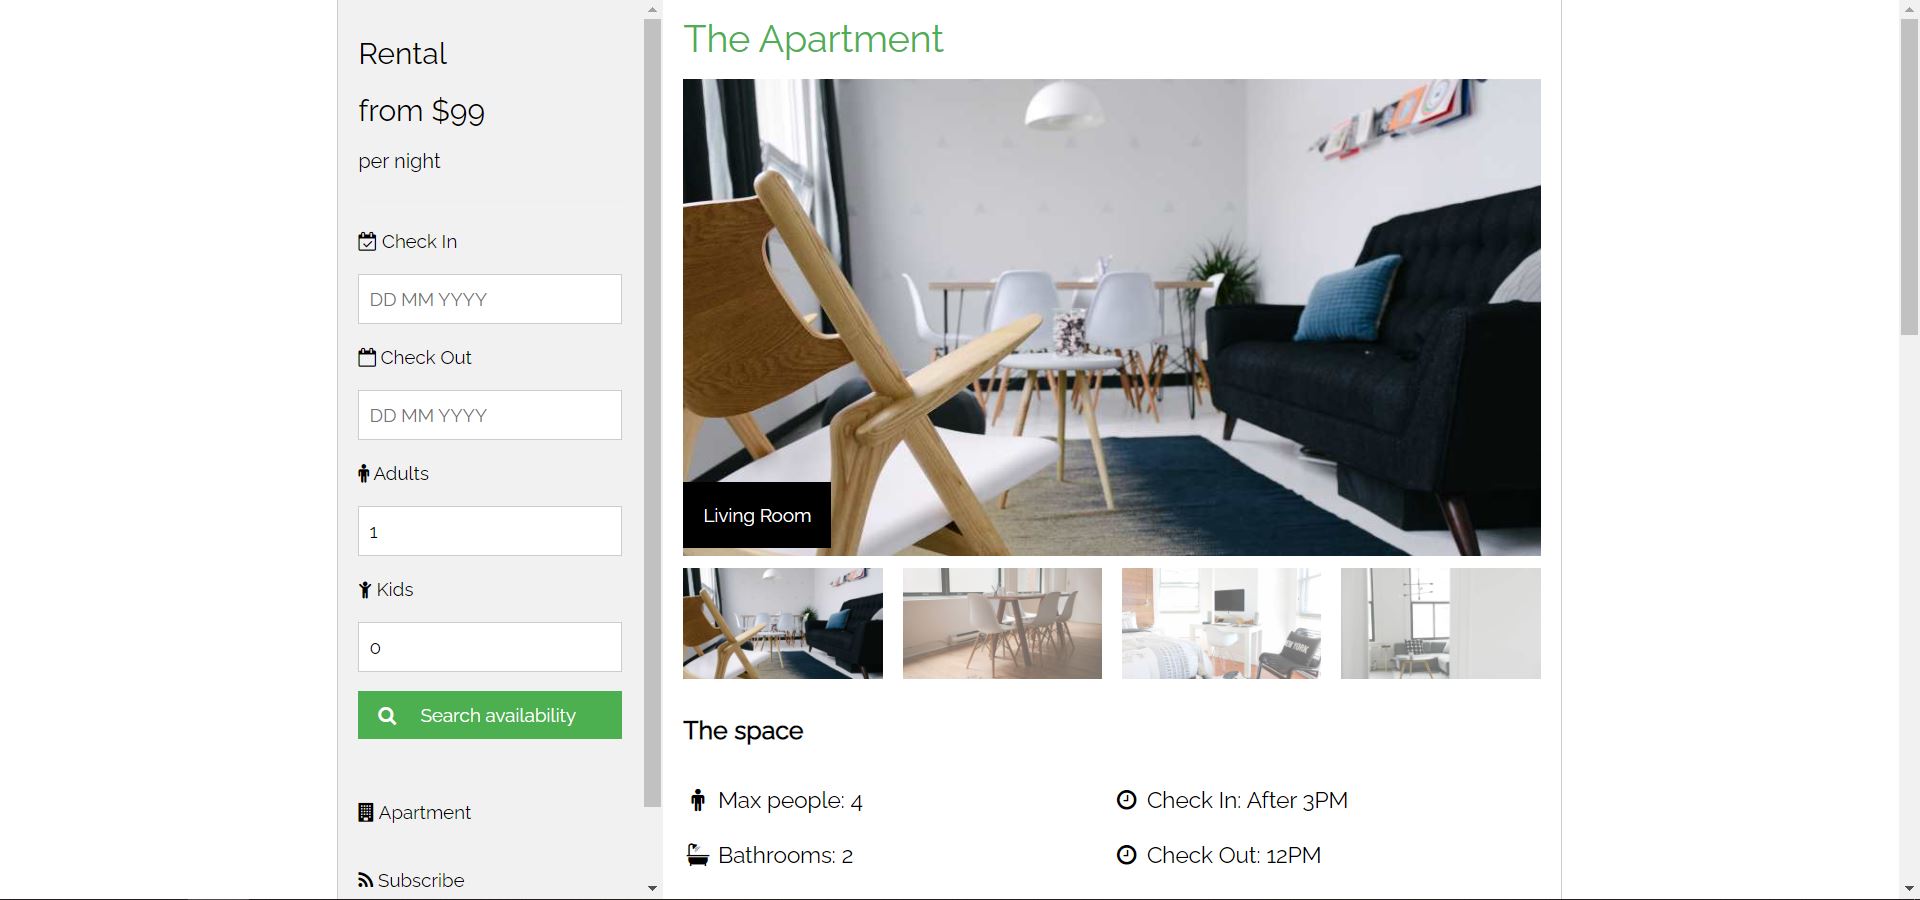 Rental
from $99
per night
Check In
DD MM YYYY
Check Out
DD MM YYYY
Adults
1
Kids
0
Search availability
Apartment
Subscribe
The Apartment
Living Room
NEW YORK
The space
Max people: 4
Check In: After 3PM
Bathrooms: 2
Check Out: 12PM